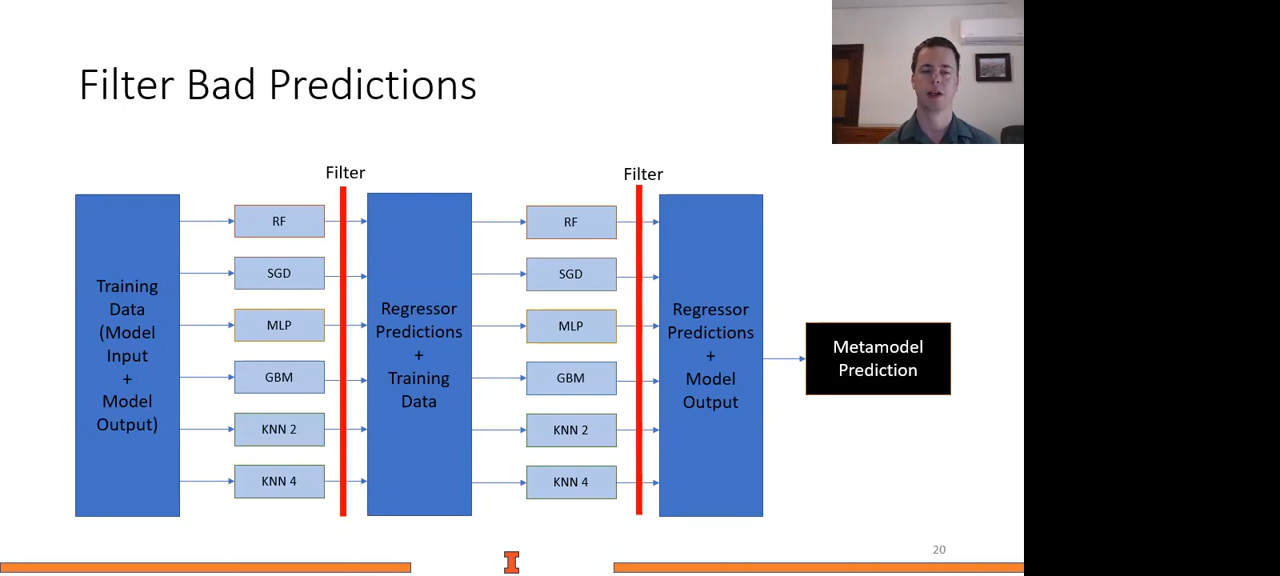 Filter Bad Predictions
Filter
Filter
Training
Data
(Model
Input
+
Model
Output)
RF
SGD
MLP
GBM
KNN 2
KNN 4
Regressor
Predictions
+
Training
Data
RF
SGD
MLP
GBM
KNN 2
KNN 4
Regressor
Predictions
+
Model
Output
Metamodel
Prediction
20
I